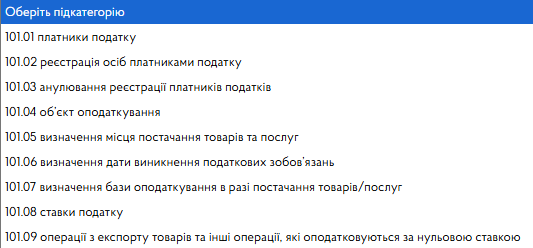 Оберіть підкатегорію
101.01 платники податку
101.02 реєстрація осіб платниками податку
101.03 анулювання реєстрації платників податків
101.04 об'єкт оподаткування
101.05 визначення місця постачання товарів та послуг
101.06 визначення дати виникнення податкових зобов'язань
101.07 визначення бази оподаткування в разі постачання товарів/послуг
101.08 ставки податку
101.09 операції з експорту товарів та інші операції, які оподатковуються за нульовою ставкою